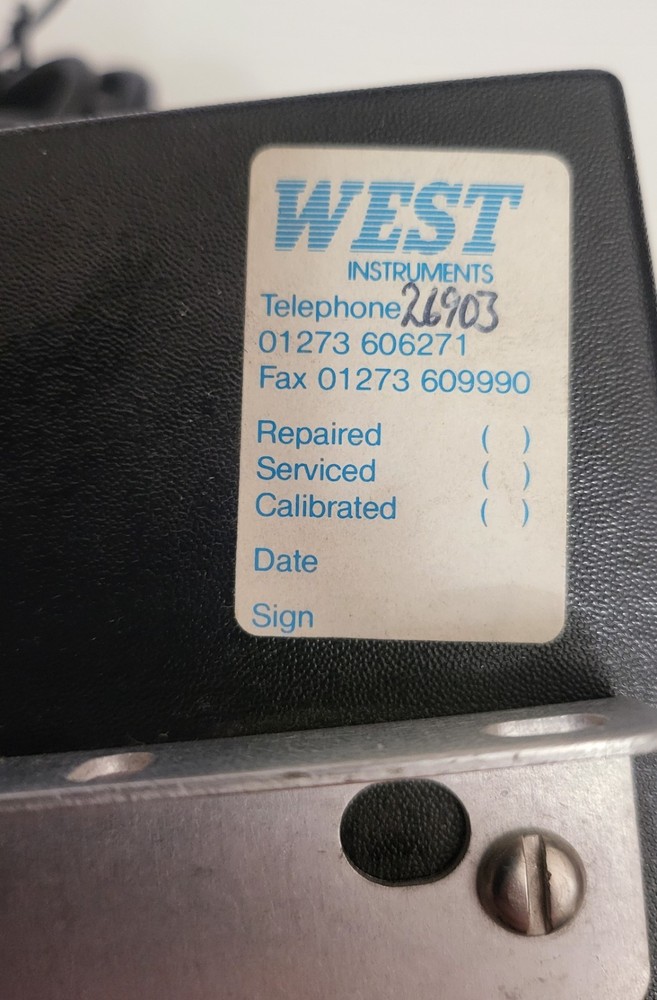 WEST
INSTRUMENTS
Telephone 26903
01273 606271
Fax 01273 609990
Repaired ( )
Serviced ( )
Calibrated ( )
Date
Sign